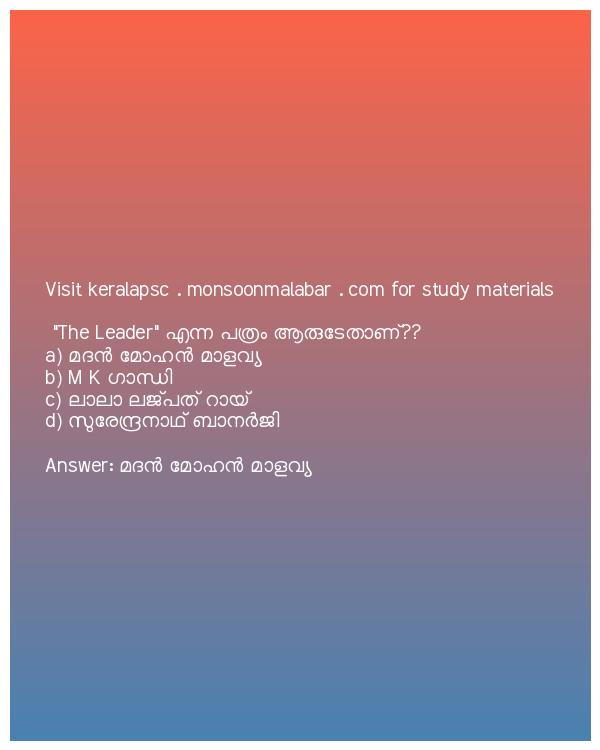 Visit keralapsc . monsoonmalabar . com for study materials
"The Leader" എന്ന പത്രം ആരുടേതാണ്??
a) മദൻ മോഹൻ മാളവ്യ
b) M K ഗാന്ധി
c) ലാലാ ലജ്പത് റായ്
d) സുരേന്ദ്രനാഥ് ബാനർജി
Answer: മദൻ മോഹൻ മാളവ്യ